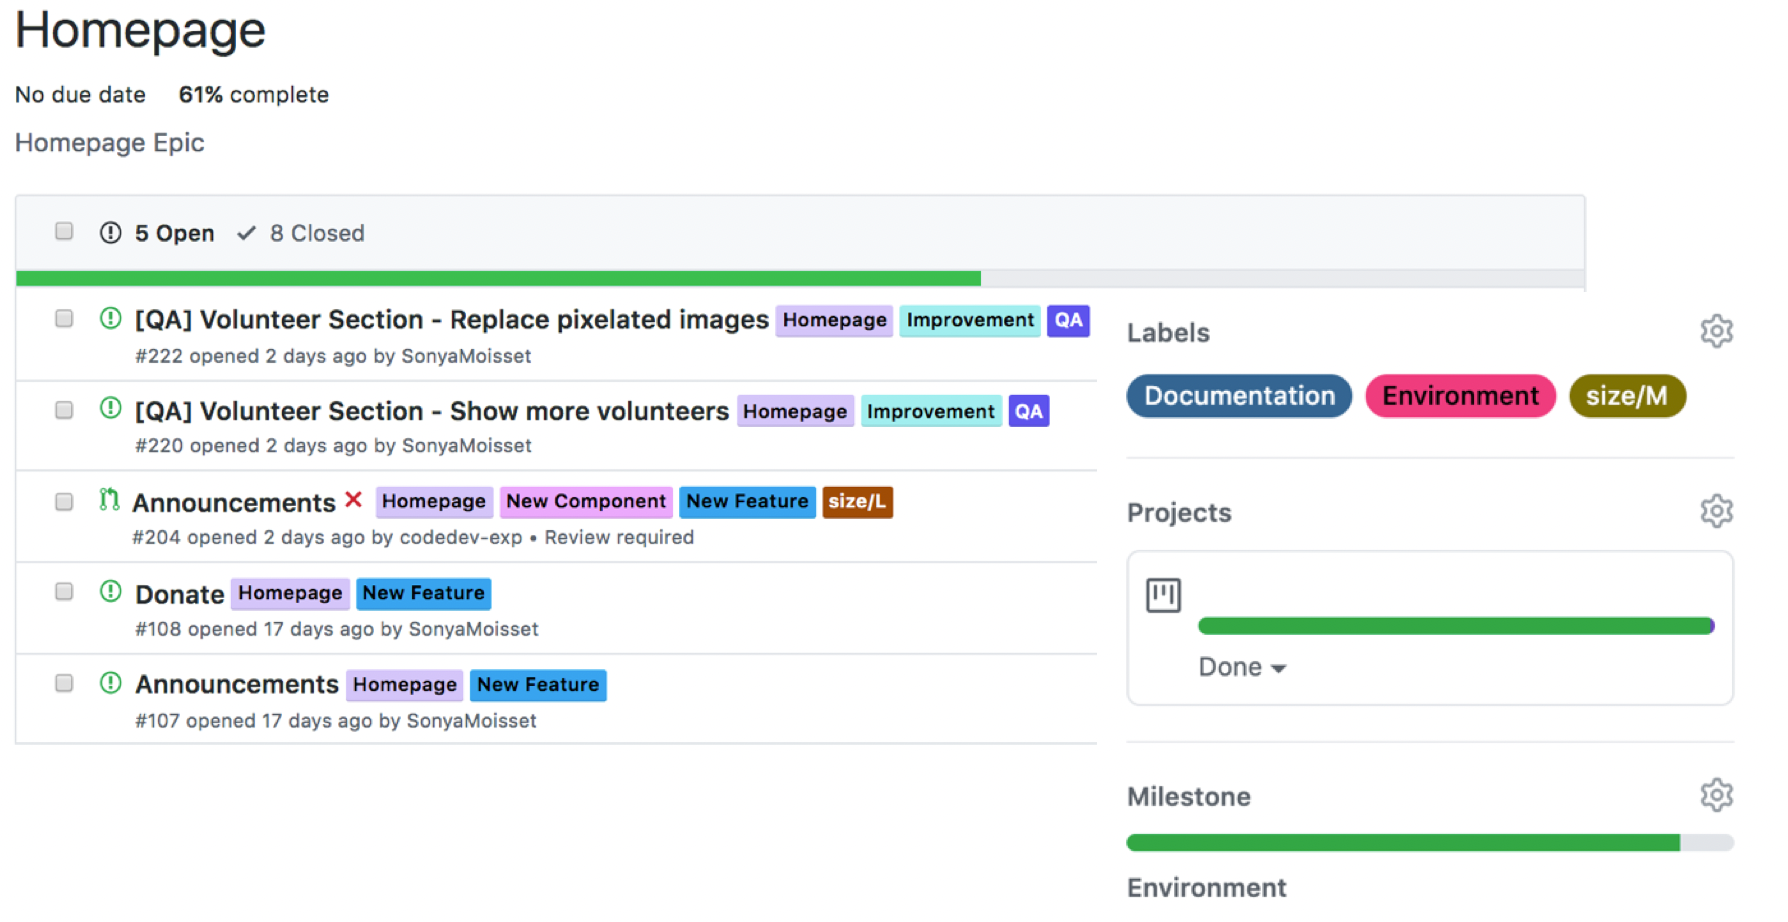 Homepage
No due date 61% complete
Homepage Epic
5 Open 8 Closed
[QA] Volunteer Section - Replace pixelated images Homepage Improvement QA
#222 opened 2 days ago by SonyaMoisset
[QA] Volunteer Section - Show more volunteers Homepage Improvement QA
#220 opened 2 days ago by SonyaMoisset
Announcements Homepage New Component New Feature size/L
#204 opened 2 days ago by codedev-exp • Review required
Donate Homepage New Feature
#108 opened 17 days ago by SonyaMoisset
Announcements Homepage New Feature
#107 opened 17 days ago by SonyaMoisset
Labels
Documentation Environment size/M
Projects
Done
Milestone
Environment